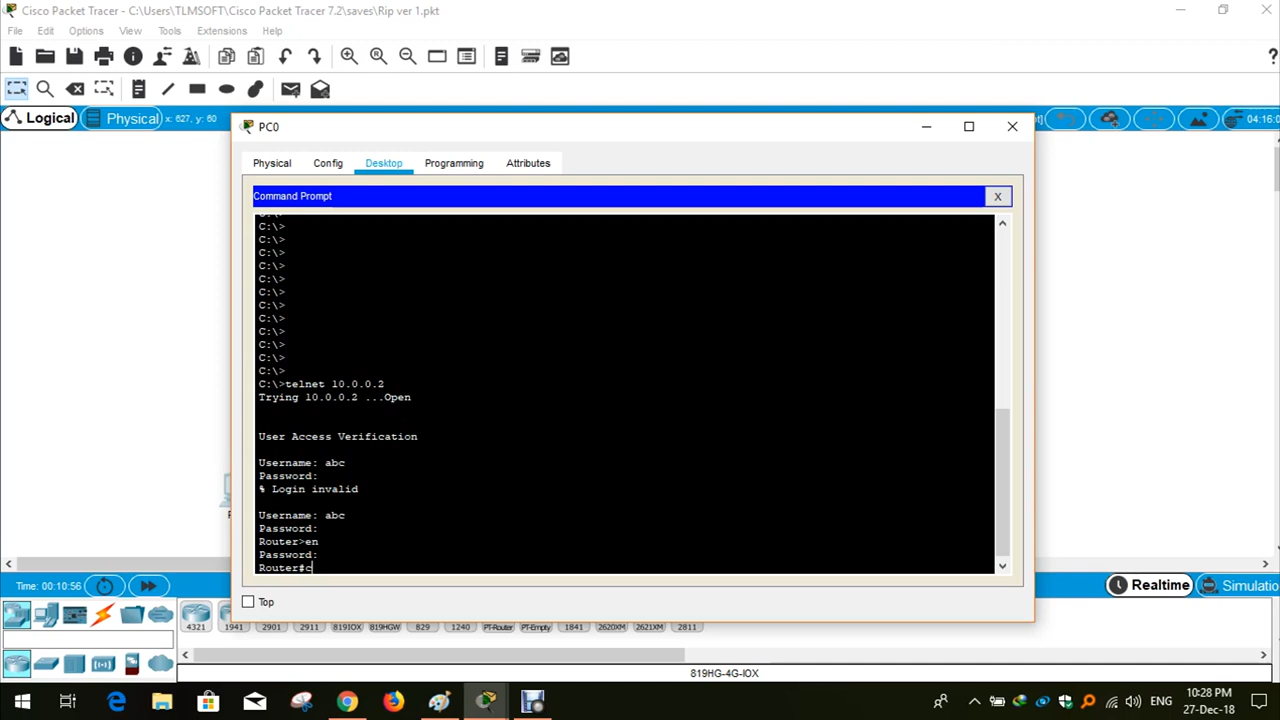 Cisco Packet Tracer - C:\Users\TLMSOFT\Cisco Packet Tracer 7.2\saves\Rip ver 1.pkt
File Edit Options View Tools Extensions Help
?
Logical Physical x: 627, y: 60 04:16:0
PC0
Physical Config Desktop Programming Attributes
Command Prompt X
C:\>
C:\>
C:\>
C:\>
C:\>
C:\>
C:\>
C:\>
C:\>
C:\>
C:\>
C:\>
C:\>telnet 10.0.0.2
Trying 10.0.0.2 ...Open
User Access Verification
Username: abc
Password:
% Login invalid
Username: abc
Password:
Router>en
Password:
Router#c
Time: 00:10:56 Realtime Simulatio
Top
4321 1941 2901 2911 819IOX 819HGW 829 1240 PT-Router PT-Empty 1841 2620XM 2621XM 2811
819HG-4G-IOX
ENG
10:28 PM
27-Dec-18